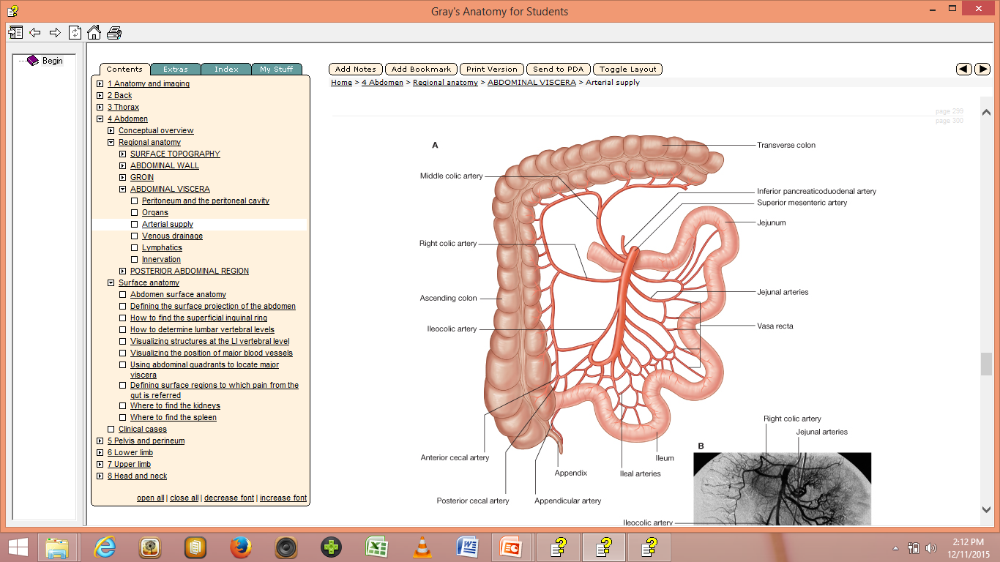 Gray's Anatomy for Students
Begin
Contents
Extras
Index
My Stuff
1 Anatomy and imaging
2 Back
3 Thorax
4 Abdomen
Conceptual overview
Regional anatomy
SURFACE TOPOGRAPHY
ABDOMINAL WALL
GROIN
ABDOMINAL VISCERA
Peritoneum and the peritoneal cavity
Organs
Arterial supply
Venous drainage
Lymphatics
Innervation
POSTERIOR ABDOMINAL REGION
Surface anatomy
Abdomen surface anatomy
Defining the surface projection of the abdomen
How to find the superficial inguinal ring
How to determine lumbar vertebral levels
Visualizing structures at the LI vertebral level
Visualizing the position of major blood vessels
Using abdominal quadrants to locate major
viscera
Defining surface regions to which pain from the
gut is referred
Where to find the kidneys
Where to find the spleen
Clinical cases
5 Pelvis and perineum
6 Lower limb
7 Upper limb
8 Head and neck
open all | close all | decrease font | increase font
Add Notes
Add Bookmark
Print Version
Send to PDA
Toggle Layout
Home > 4 Abdomen > Regional anatomy > ABDOMINAL VISCERA > Arterial supply
page 299
page 300
A
Transverse colon
Middle colic artery
Inferior pancreaticoduodenal artery
Superior mesenteric artery
Jejunum
Right colic artery
Jejunal arteries
Ascending colon
Vasa recta
Ileocolic artery
Anterior cecal artery
Posterior cecal artery
Appendix
Appendicular artery
Ileal arteries
Ileum
B
Right colic artery
Jejunal arteries
Ileocolic artery
2:12 PM
12/11/2015